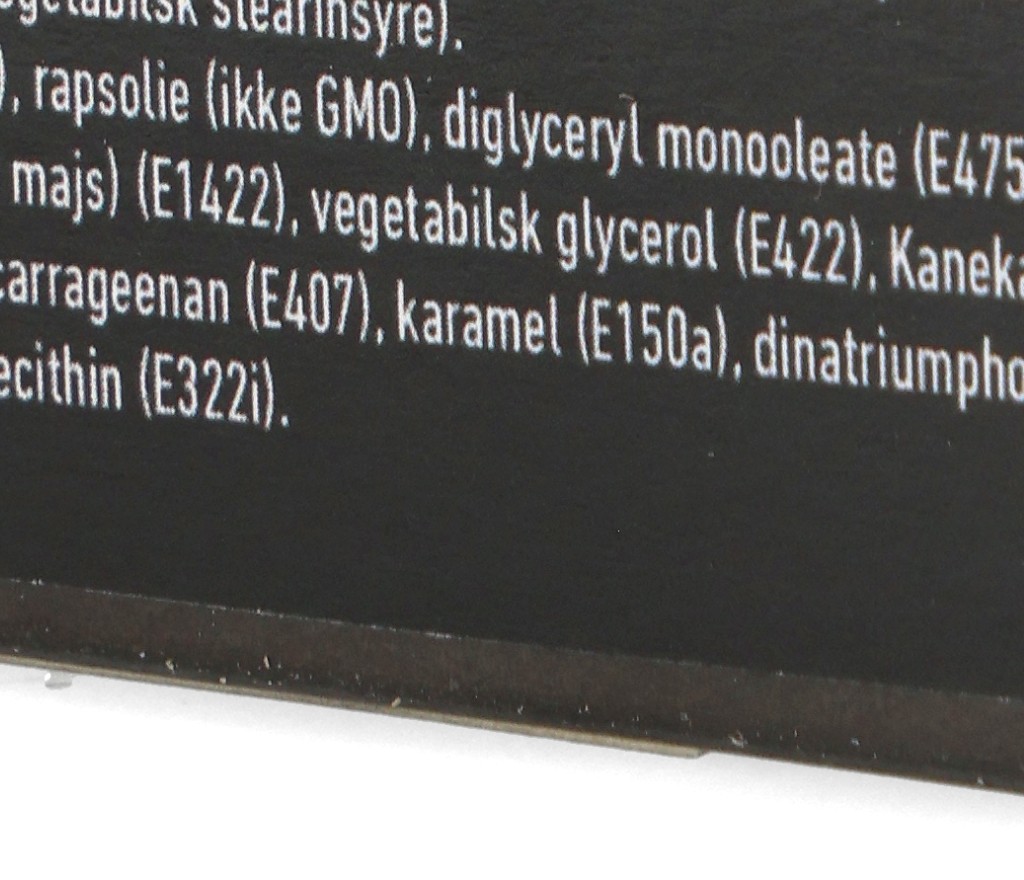 stearinsyre).
), rapsolie (ikke GMO), diglyceryl monooleate (E475
majs) (E1422), vegetabilsk glycerol (E422), Kaneka
carrageenan (E407), karamel (E150a), dinatriumpho
ecithin (E322i).